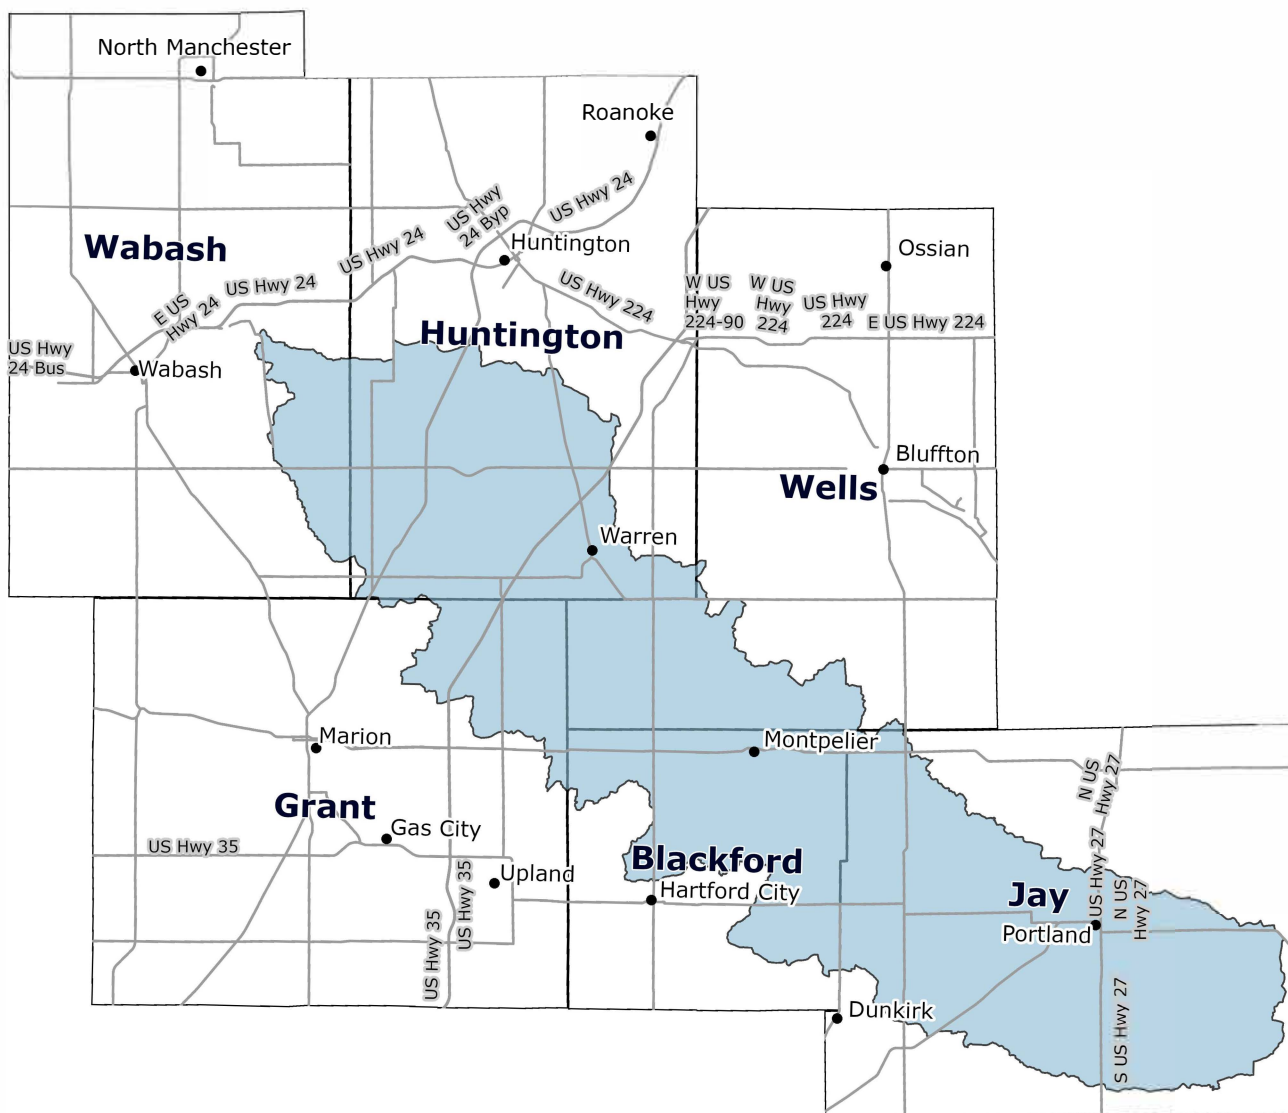 North Manchester
Roanoke
US Hwy 24
US Hwy
24 Byp
Huntington
Ossian
Wabash
US Hwy 24
US Hwy 24
E US
Hwy 24
US Hwy 224
W US
Hwy
224-90
W US
Hwy
224
US Hwy
224
E US Hwy 224
Huntington
US Hwy
24 Bus
Wabash
Bluffton
Wells
Warren
Marion
Montpelier
N US
Hwy 27
Grant
Gas City
US Hwy 35
Upland
Blackford
Hartford City
US Hwy 35
US Hwy 35
Jay
US Hwy 27
N US
Hwy 27
Portland
Dunkirk
S US Hwy 27